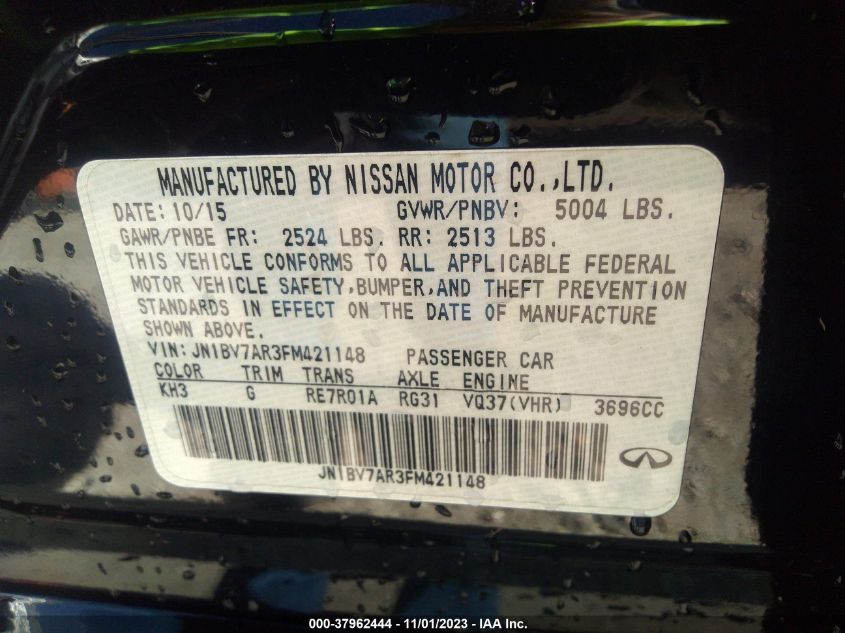 MANUFACTURED BY NISSAN MOTOR CO.,LTD.
DATE: 10/15 GVWR/PNBV: 5004 LBS.
GAWR/PNBE FR: 2524 LBS. RR: 2513 LBS.
THIS VEHICLE CONFORMS TO ALL APPLICABLE FEDERAL
MOTOR VEHICLE SAFETY,BUMPER,AND THEFT PREVENTION
STANDARDS IN EFFECT ON THE DATE OF MANUFACTURE
SHOWN ABOVE.
VIN: JN1BV7AR3FM421148 PASSENGER CAR
COLOR TRIM TRANS AXLE ENGINE
KH3 G RE7R01A RG31 VQ37(VHR) 3696CC
JN1BV7AR3FM421148
000-37962444 - 11/01/2023 - IAA Inc.